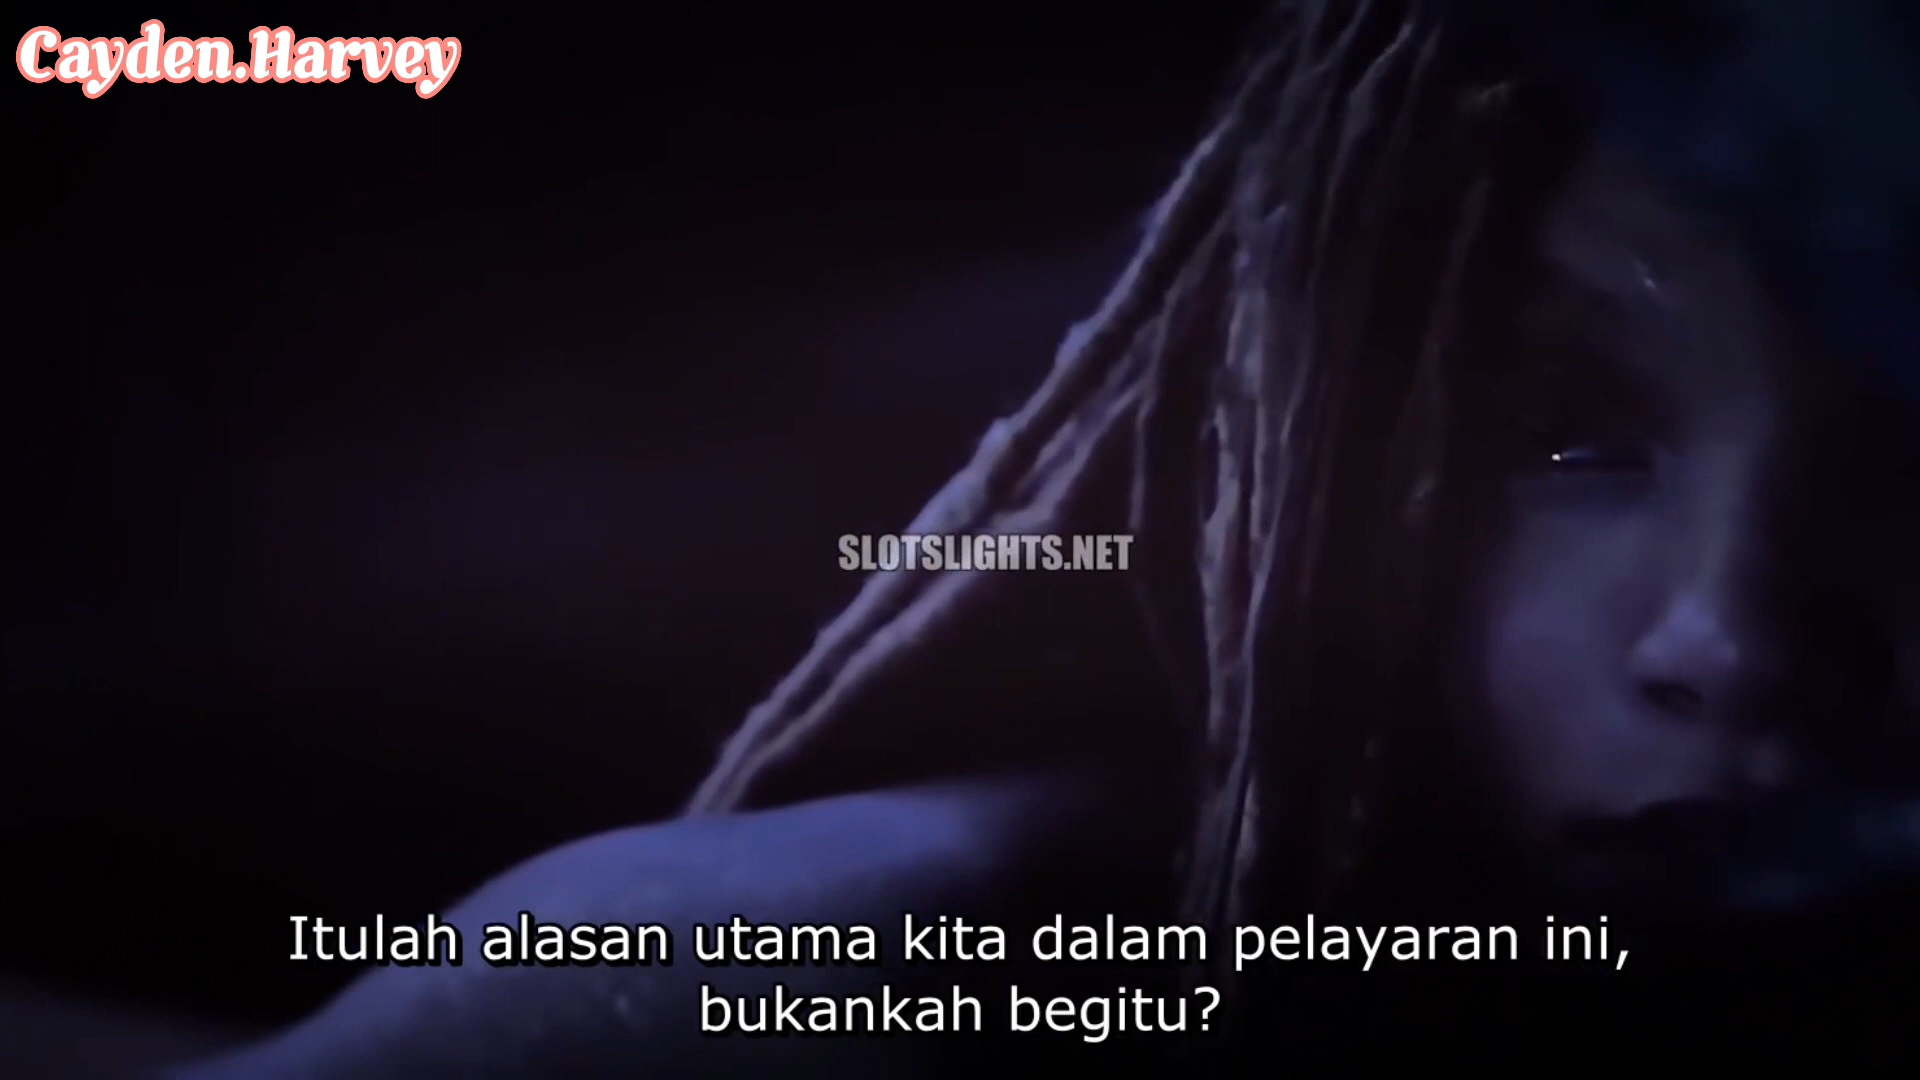 Cayden.Harvey
SLOTSLIGHTS.NET
Itulah alasan utama kita dalam pelayaran ini,
bukankah begitu?